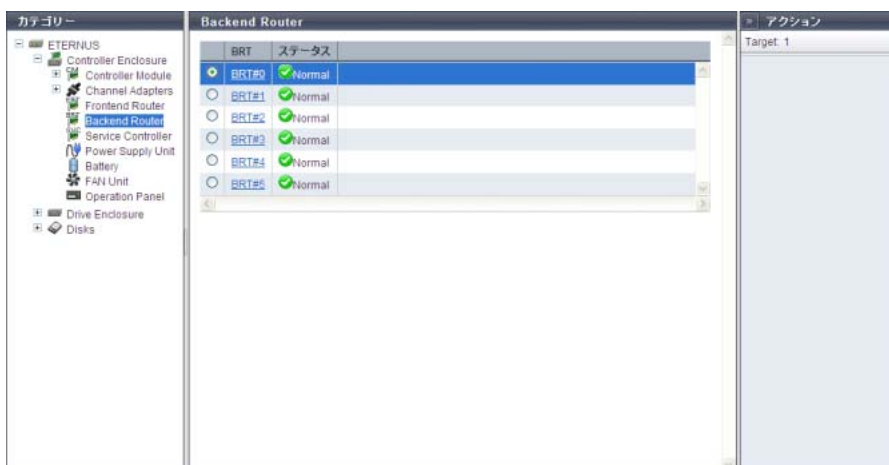 カテゴリー
ETERNUS
Controller Enclosure
Controller Module
Channel Adapters
Frontend Router
Backend Router
Service Controller
Power Supply Unit
Battery
FAN Unit
Operation Panel
Drive Enclosure
Disks
Backend Router
BRT ステータス
BRT#0 Normal
BRT#1 Normal
BRT#2 Normal
BRT#3 Normal
BRT#4 Normal
BRT#5 Normal
アクション
Target: 1